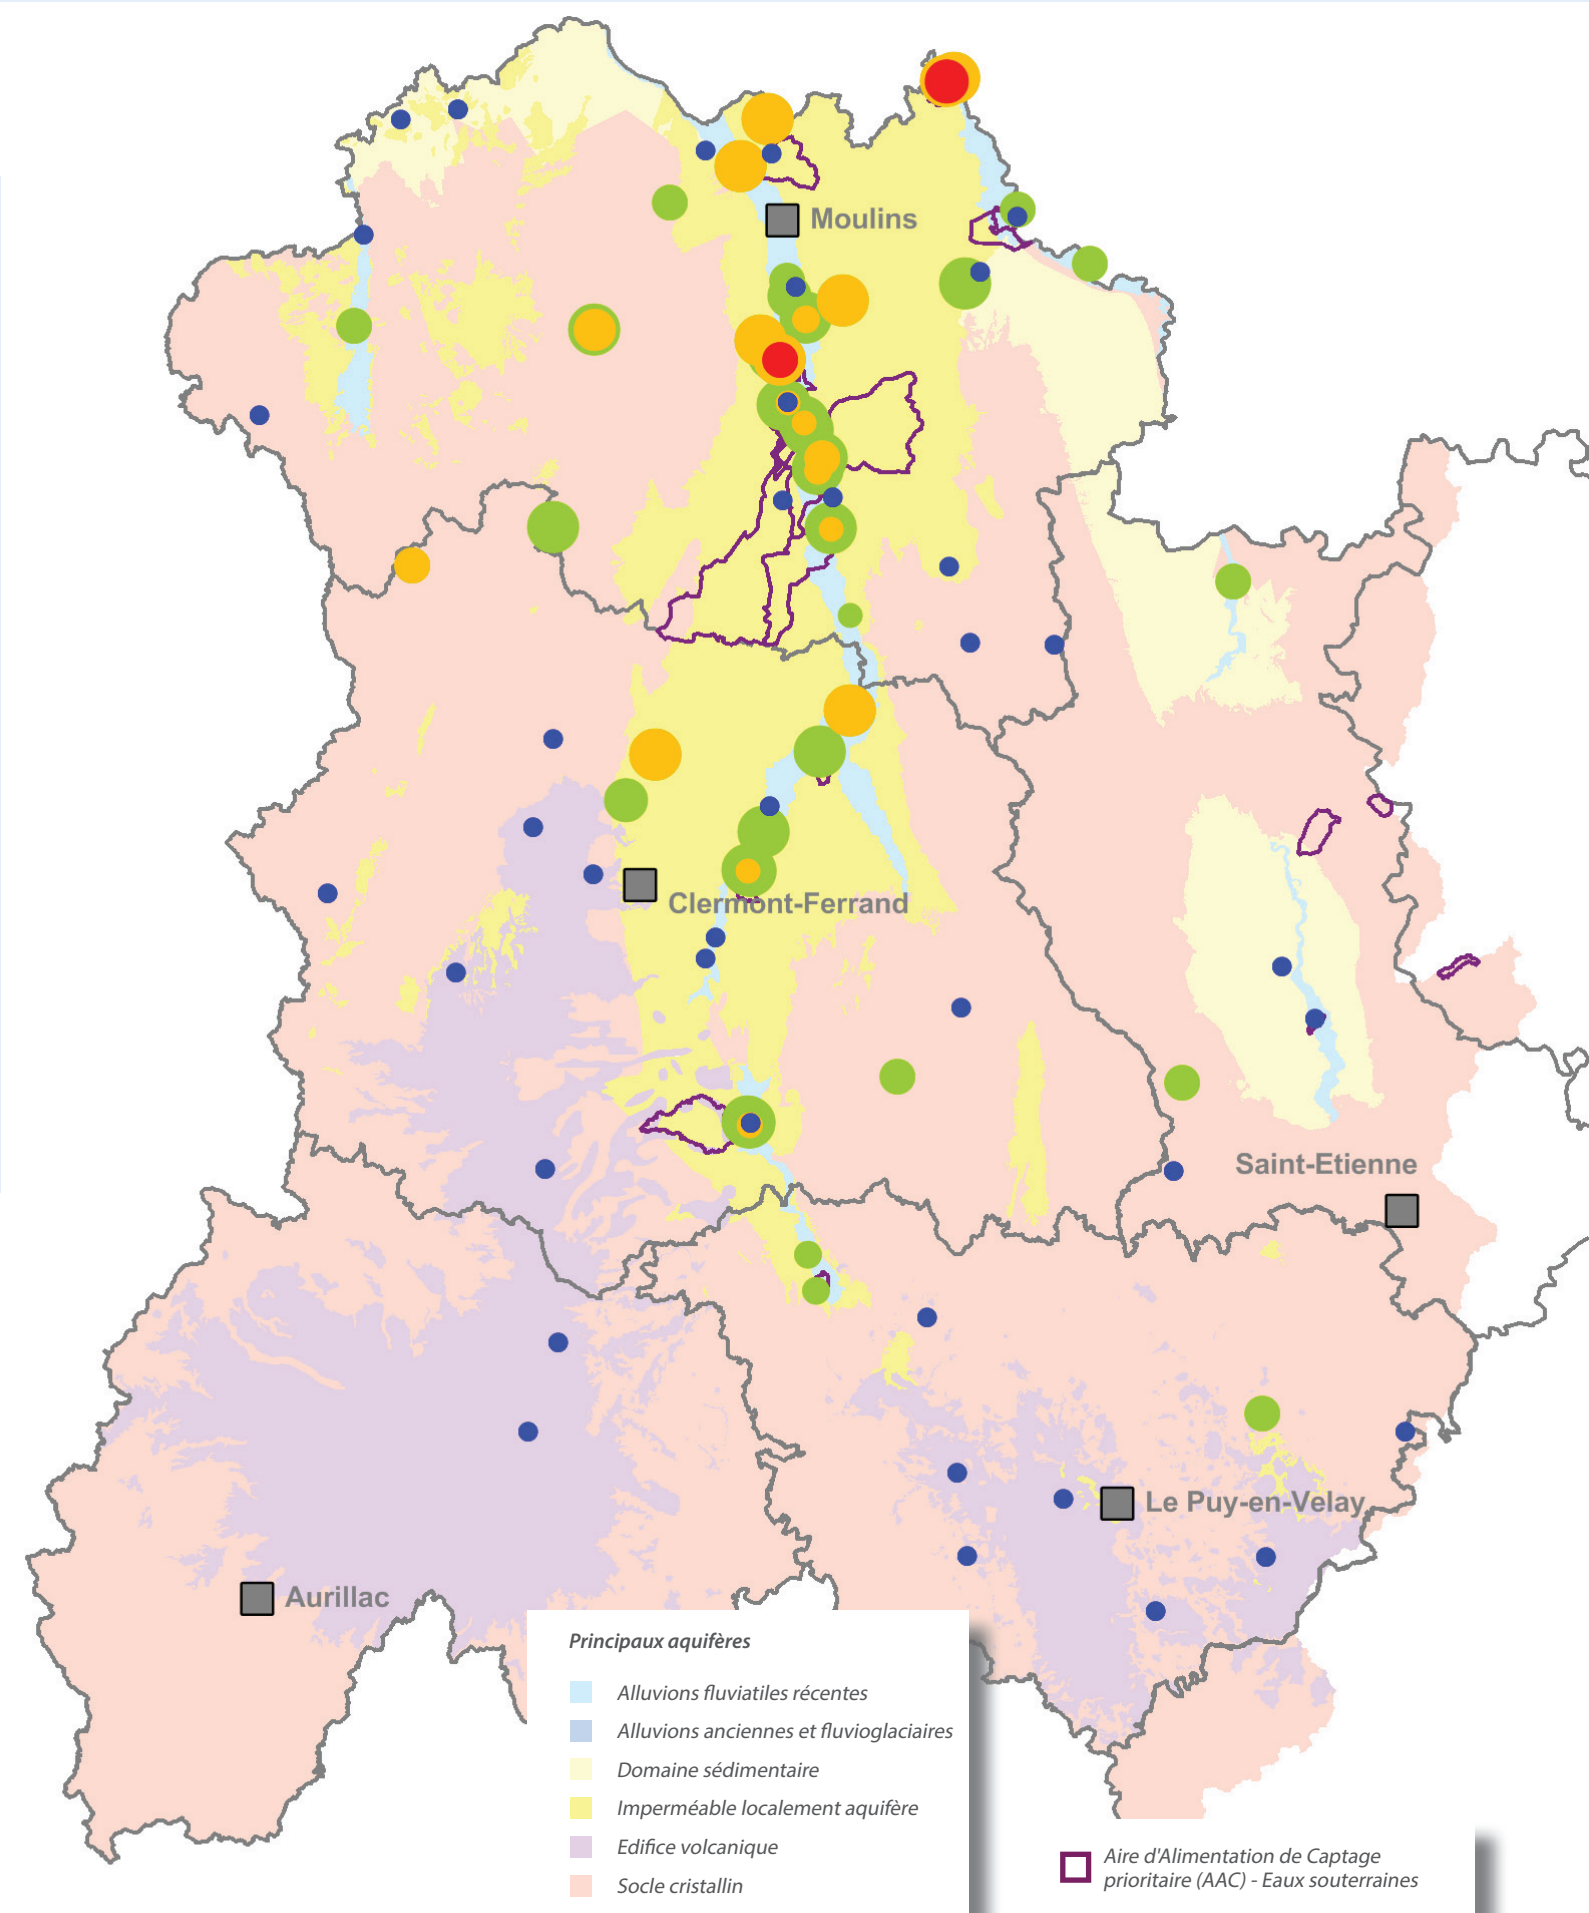 Moulins
Clermont-Ferrand
Saint-Etienne
Le Puy-en-Velay
Aurillac
Principaux aquifères
Alluvions fluviatiles récentes
Alluvions anciennes et fluvioglaciaires
Domaine sédimentaire
Imperméable localement aquifère
Edifice volcanique
Socle cristallin
Aire d'Alimentation de Captage
prioritaire (AAC) - Eaux souterraines